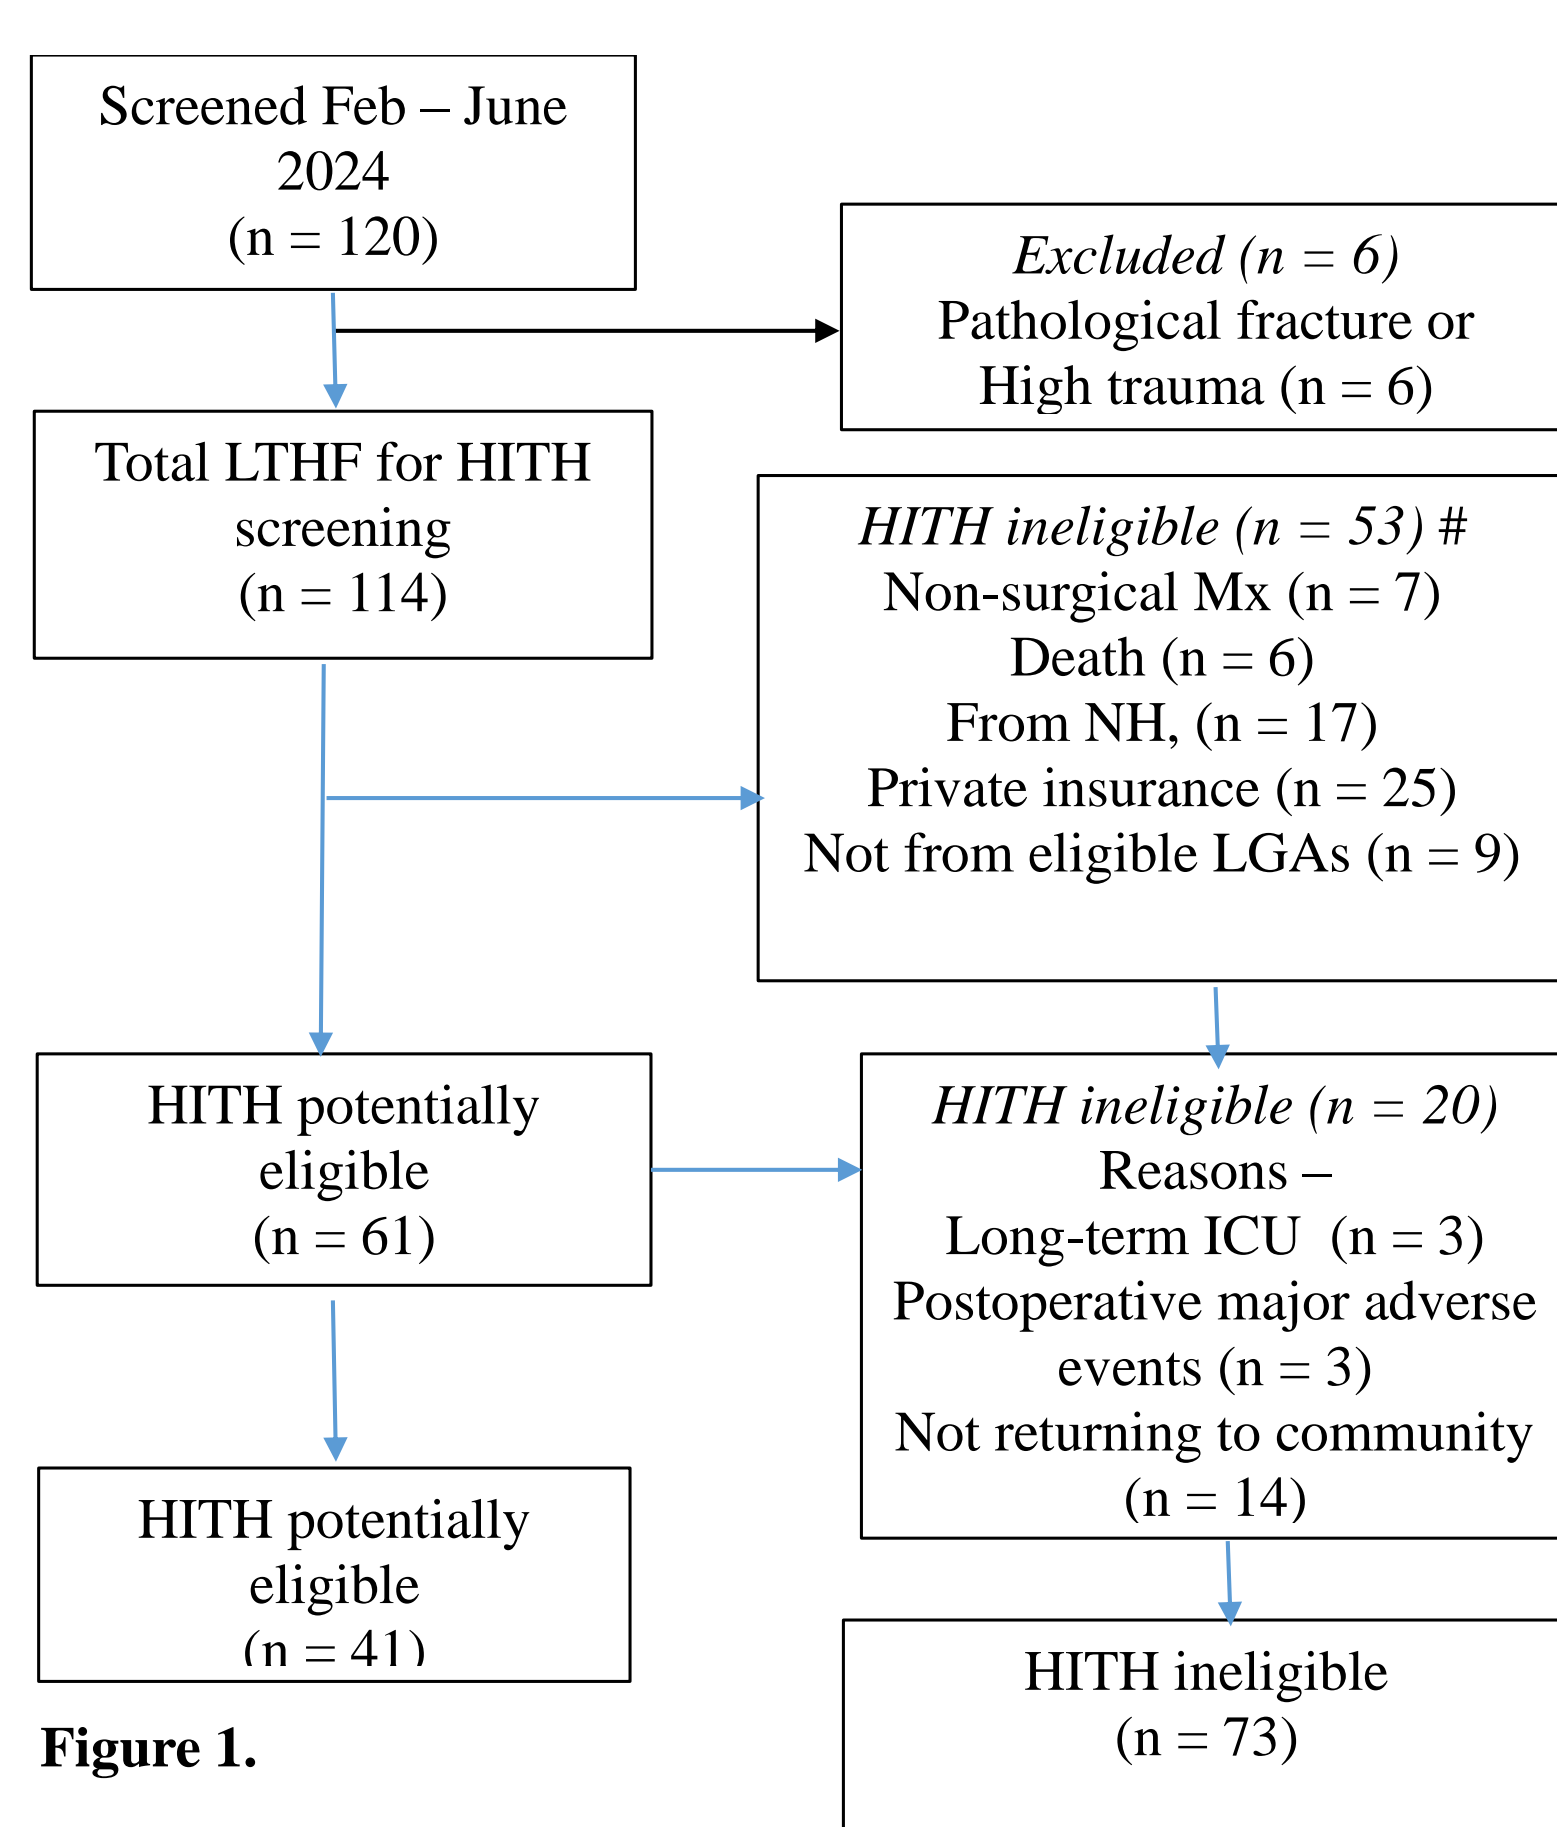 Screened Feb – June
2024
(n = 120)
Excluded (n = 6)
Pathological fracture or
High trauma (n = 6)
Total LTHF for HITH
screening
(n = 114)
HITH ineligible (n = 53) #
Non-surgical Mx (n = 7)
Death (n = 6)
From NH, (n = 17)
Private insurance (n = 25)
Not from eligible LGAs (n = 9)
HITH potentially
eligible
(n = 61)
HITH ineligible (n = 20)
Reasons –
Long-term ICU  (n = 3)
Postoperative major adverse
events (n = 3)
Not returning to community
(n = 14)
HITH potentially
eligible
(n = 41)
HITH ineligible
(n = 73)
Figure 1.